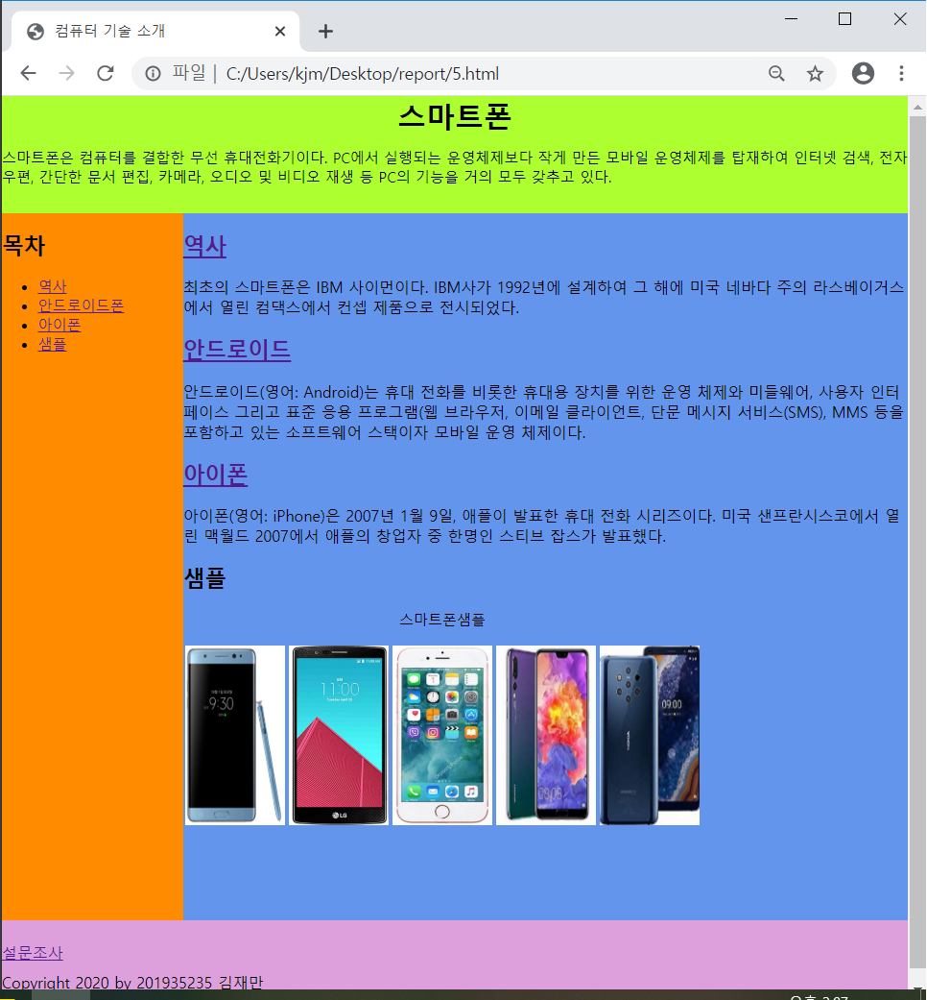 컴퓨터 기술 소개
파일 | C:/Users/kjm/Desktop/report/5.html
스마트폰
스마트폰은 컴퓨터를 결합한 무선 휴대전화기이다. PC에서 실행되는 운영체제보다 작게 만든 모바일 운영체제를 탑재하여 인터넷 검색, 전자
우편, 간단한 문서 편집, 카메라, 오디오 및 비디오 재생 등 PC의 기능을 거의 모두 갖추고 있다.
목차
역사
안드로이드폰
아이폰
샘플
역사
최초의 스마트폰은 IBM 사이먼이다. IBM사가 1992년에 설계하여 그 해에 미국 네바다 주의 라스베이거스
에서 열린 컴댁스에서 컨셉 제품으로 전시되었다.
안드로이드
안드로이드(영어: Android)는 휴대 전화를 비롯한 휴대용 장치를 위한 운영 체제와 미들웨어, 사용자 인터
페이스 그리고 표준 응용 프로그램(웹 브라우저, 이메일 클라이언트, 단문 메시지 서비스(SMS), MMS 등을
포함하고 있는 소프트웨어 스택이자 모바일 운영 체제이다.
아이폰
아이폰(영어: iPhone)은 2007년 1월 9일, 애플이 발표한 휴대 전화 시리즈이다. 미국 샌프란시스코에서 열
린 맥월드 2007에서 애플의 창업자 중 한명인 스티브 잡스가 발표했다.
샘플
스마트폰샘플
9:30
11:00
LG
08:08
NOKIA
09:00
설문조사
Copyright 2020 by 201935235 김재만